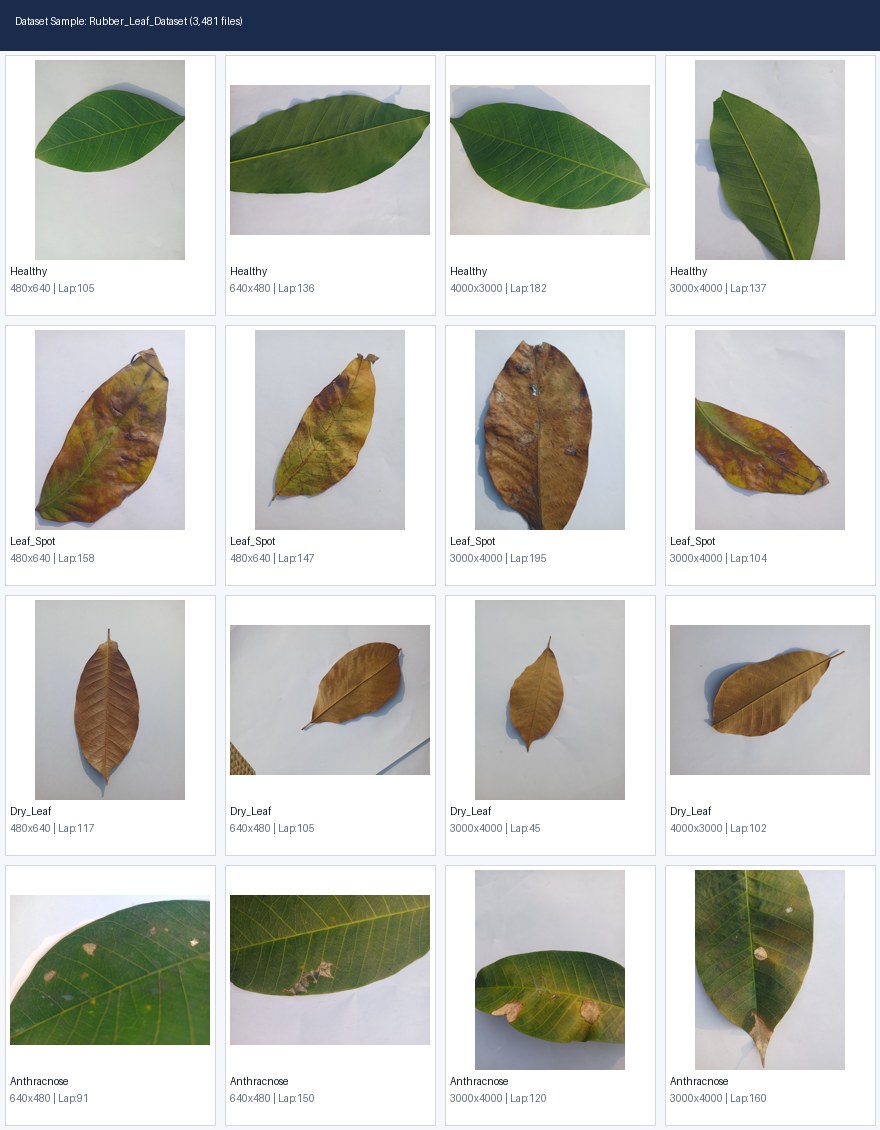 Dataset Sample: Rubber_Leaf_Dataset (3,481 files)
Healthy
480x640 | Lap:105
Healthy
640x480 | Lap:136
Healthy
4000x3000 | Lap:182
Healthy
3000x4000 | Lap:137
Leaf_Spot
480x640 | Lap:158
Leaf_Spot
480x640 | Lap:147
Leaf_Spot
3000x4000 | Lap:195
Leaf_Spot
3000x4000 | Lap:104
Dry_Leaf
480x640 | Lap:117
Dry_Leaf
640x480 | Lap:105
Dry_Leaf
3000x4000 | Lap:45
Dry_Leaf
4000x3000 | Lap:102
Anthracnose
640x480 | Lap:91
Anthracnose
640x480 | Lap:150
Anthracnose
3000x4000 | Lap:120
Anthracnose
3000x4000 | Lap:160